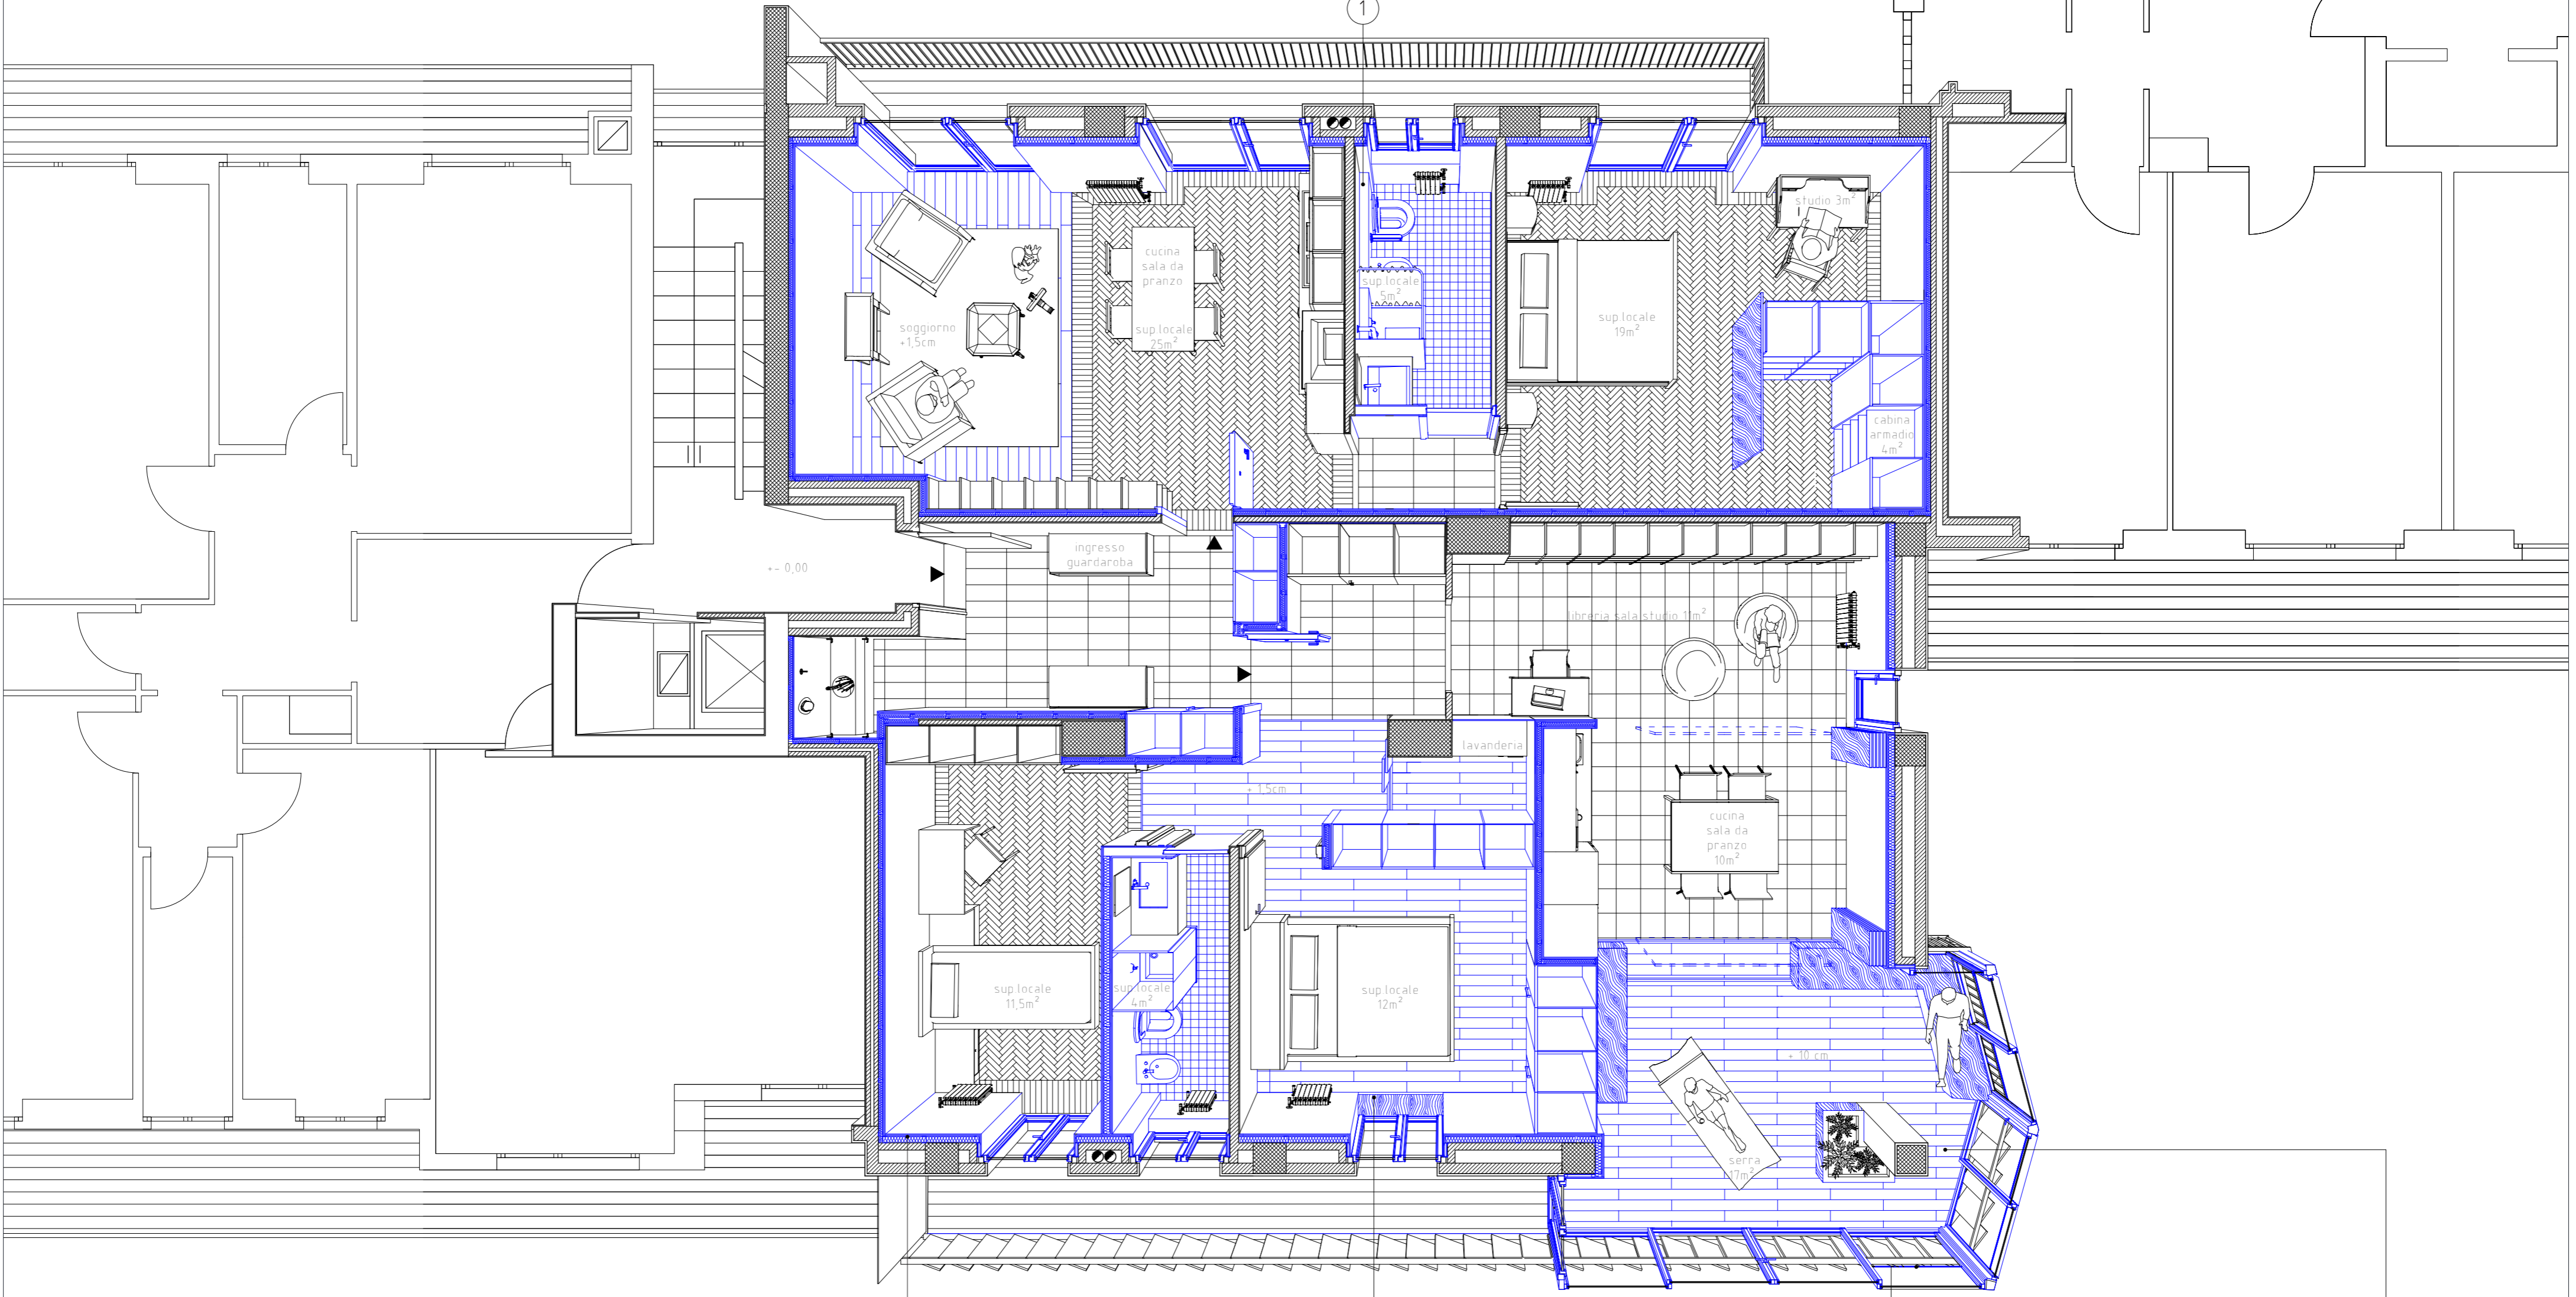 1
studio 3m²
cucina
sala da
pranzo
sup.locale
25m²
soggiorno
+1,5cm
sup.locale
5m²
sup.locale
19m²
cabina
armadio
4m²
ingresso
guardaroba
+- 0,00
libreria sala studio 11m²
lavanderia
+ 1,5cm
cucina
sala da
pranzo
10m²
sup.locale
11,5m²
sup.locale
4m²
sup.locale
12m²
+ 10 cm
serra
17m²